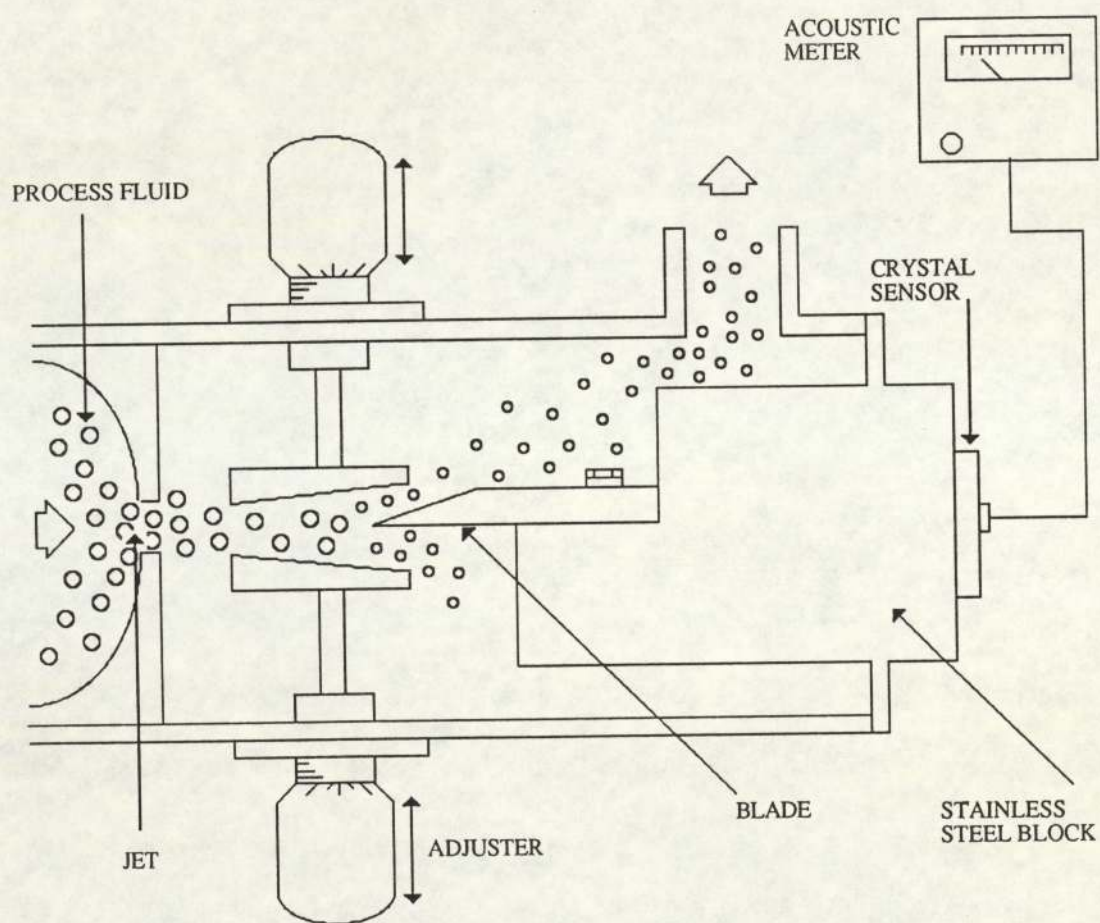 ACOUSTIC
METER
PROCESS FLUID
CRYSTAL
SENSOR
BLADE
STAINLESS
STEEL BLOCK
JET
ADJUSTER